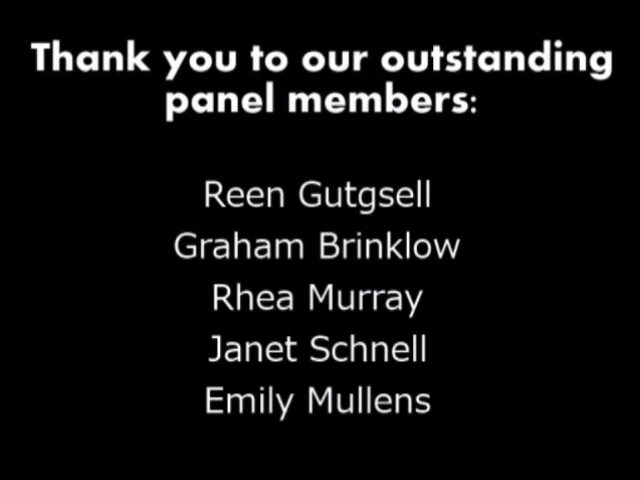 Thank you to our outstanding
panel members:
Reen Gutgsell
Graham Brinklow
Rhea Murray
Janet Schnell
Emily Mullens